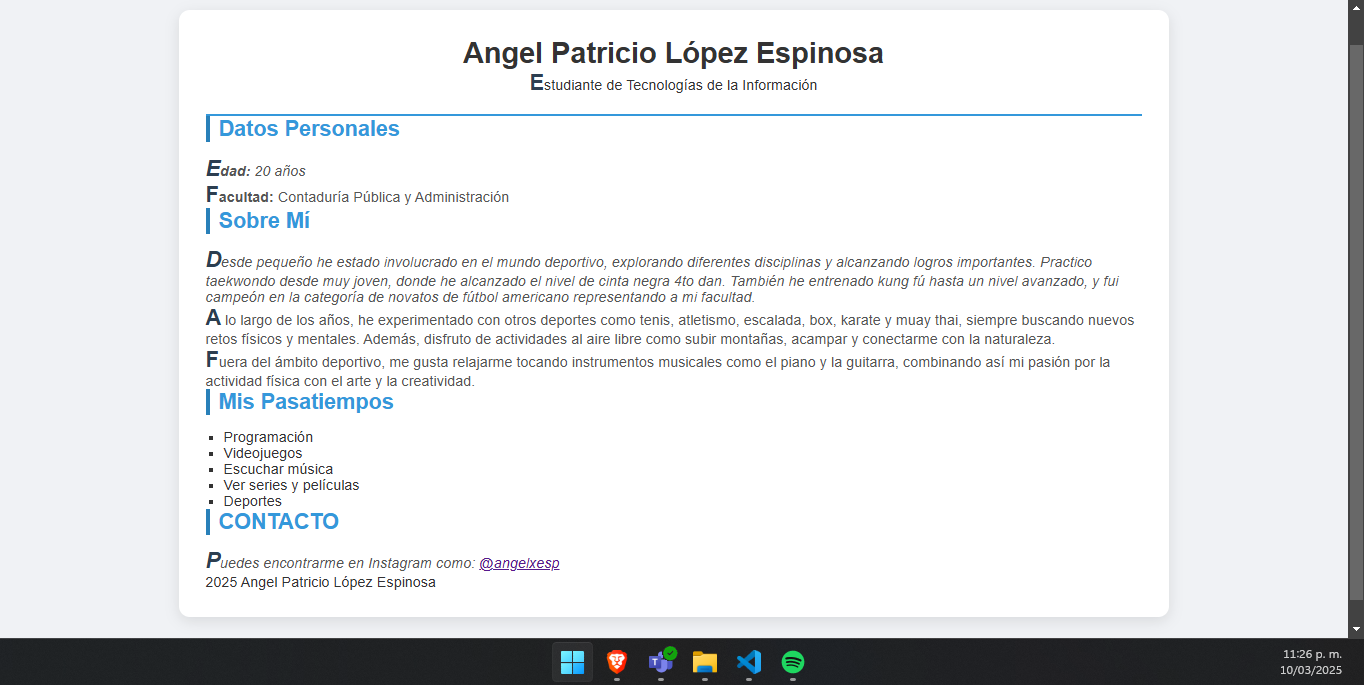 Angel Patricio López Espinosa
Estudiante de Tecnologías de la Información
Datos Personales
Edad: 20 años
Facultad: Contaduría Pública y Administración
Sobre Mí
Desde pequeño he estado involucrado en el mundo deportivo, explorando diferentes disciplinas y alcanzando logros importantes. Practico
taekwondo desde muy joven, donde he alcanzado el nivel de cinta negra 4to dan. También he entrenado kung fú hasta un nivel avanzado, y fui
campeón en la categoría de novatos de fútbol americano representando a mi facultad.
A lo largo de los años, he experimentado con otros deportes como tenis, atletismo, escalada, box, karate y muay thai, siempre buscando nuevos
retos físicos y mentales. Además, disfruto de actividades al aire libre como subir montañas, acampar y conectarme con la naturaleza.
Fuera del ámbito deportivo, me gusta relajarme tocando instrumentos musicales como el piano y la guitarra, combinando así mi pasión por la
actividad física con el arte y la creatividad.
Mis Pasatiempos
Programación
Videojuegos
Escuchar música
Ver series y películas
Deportes
CONTACTO
Puedes encontrarme en Instagram como: @angelxesp
2025 Angel Patricio López Espinosa
11:26 p. m.
10/03/2025